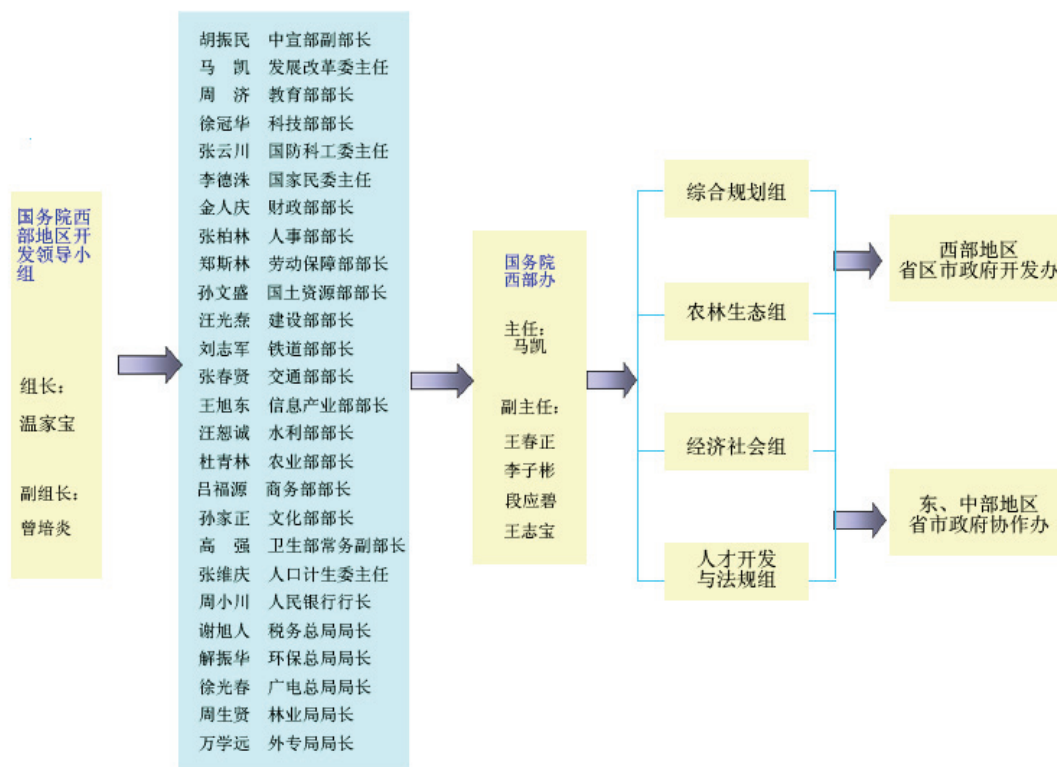 国务院西
部地区开
发领导小
组
组长：
温家宝
副组长：
曾培炎
胡振民 中宣部副部长
马 凯 发展改革委主任
周 济 教育部部长
徐冠华 科技部部长
张云川 国防科工委主任
李德洙 国家民委主任
金人庆 财政部部长
张柏林 人事部部长
郑斯林 劳动保障部部长
孙文盛 国土资源部部长
汪光焘 建设部部长
刘志军 铁道部部长
张春贤 交通部部长
王旭东 信息产业部部长
汪恕诚 水利部部长
杜青林 农业部部长
吕福源 商务部部长
孙家正 文化部部长
高 强 卫生部常务副部长
张维庆 人口计生委主任
周小川 人民银行行长
谢旭人 税务总局局长
解振华 环保总局局长
徐光春 广电总局局长
周生贤 林业局局长
万学远 外专局局长
国务院
西部办
主任：
马凯
副主任：
王春正
李子彬
段应碧
王志宝
综合规划组
农林生态组
经济社会组
人才开发
与法规组
西部地区
省区市政府开发办
东、中部地区
省市政府协作办